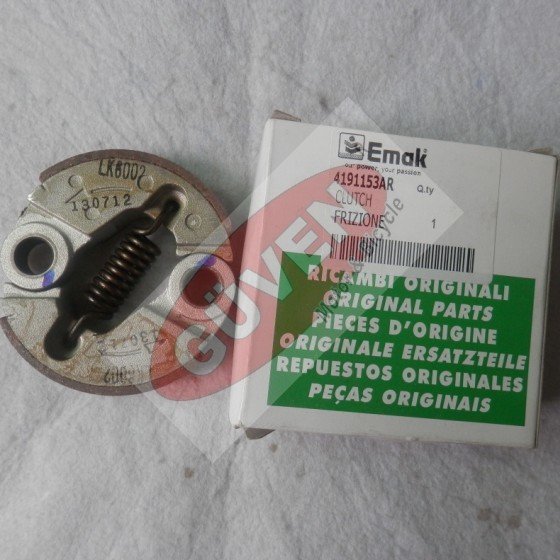 LK8002
130712
Emak
our power, your passion
4191153AR Q.ty
CLUTCH
FRIZIONE 1
RICAMBI ORIGINALI
ORIGINAL PARTS
PIECES D'ORIGINE
ORIGINALE ERSATZTEILE
REPUESTOS ORIGINALES
PEÇAS ORIGINAIS
GÜVEN